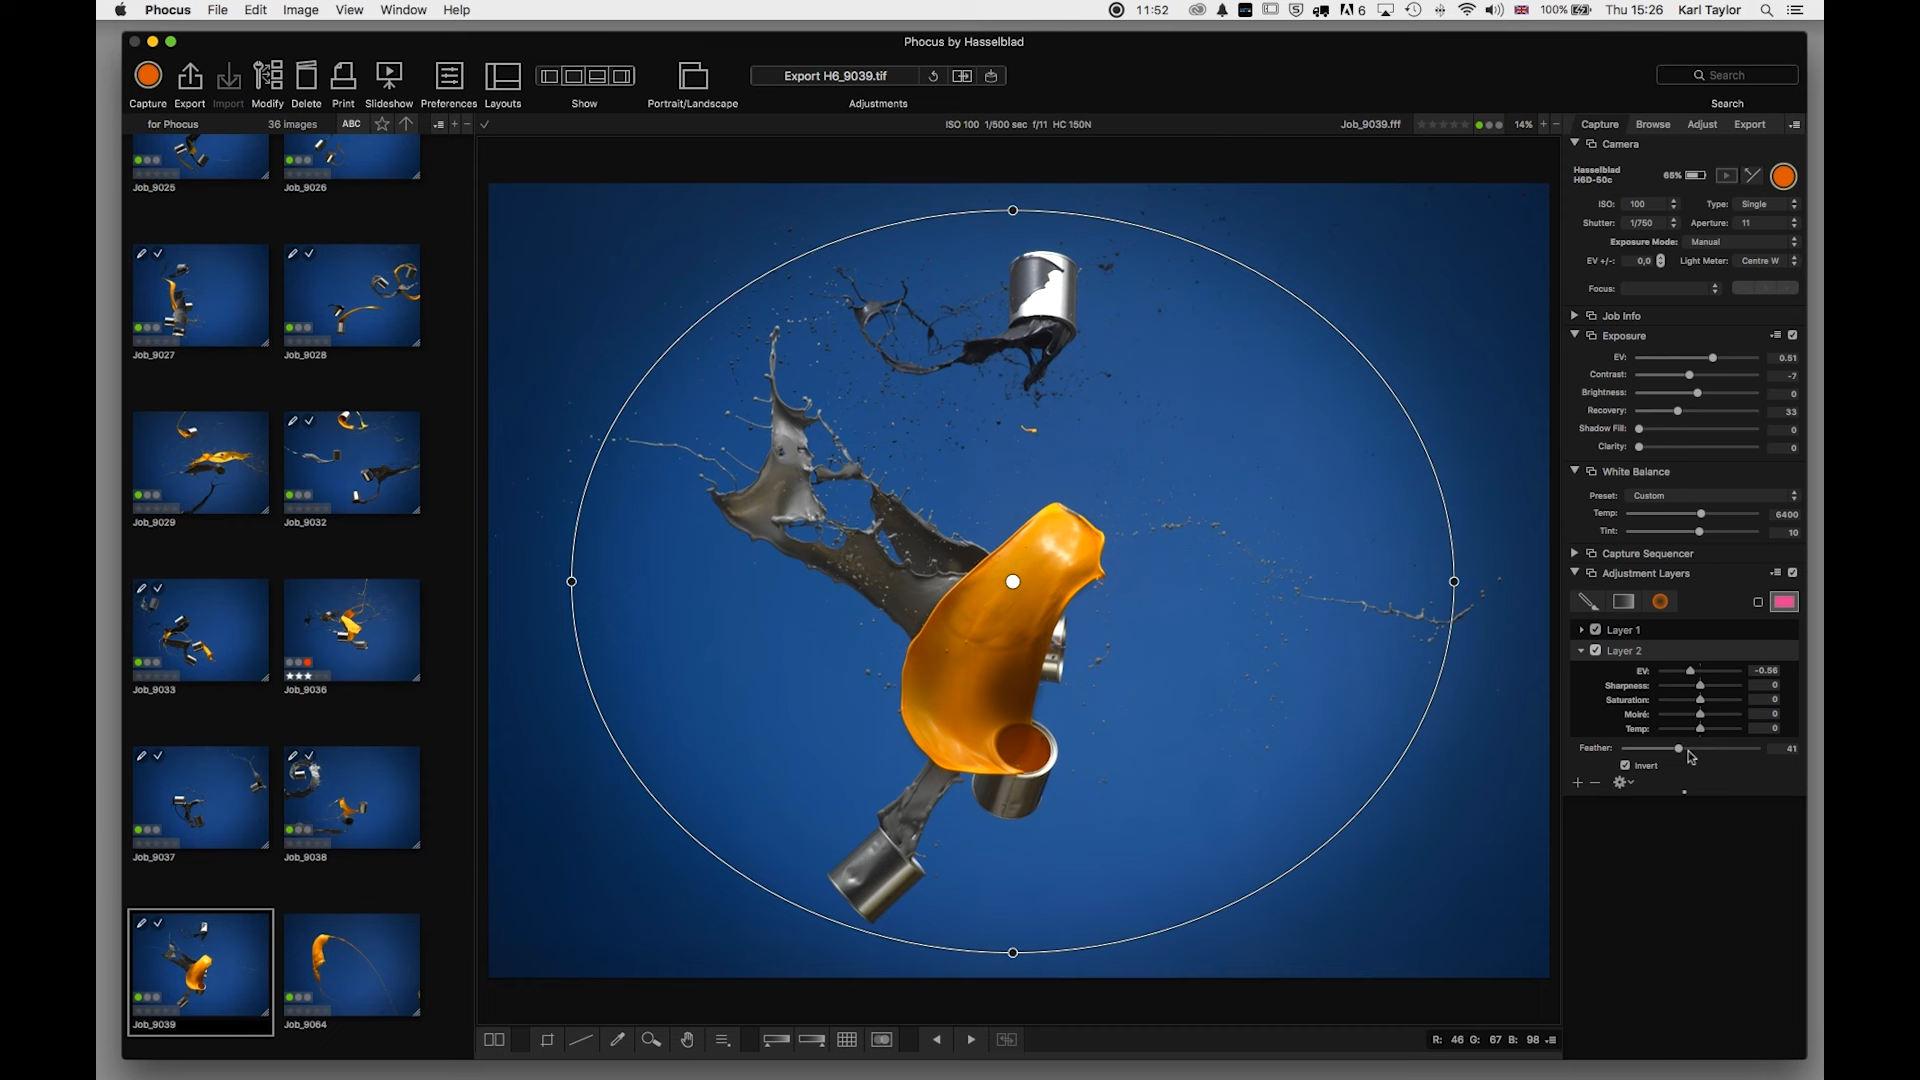 Phocus File Edit Image View Window Help 11:52 6 100% Thu 15:26 Karl Taylor
Phocus by Hasselblad
Export H6_9039.tif Search
Capture Export Import Modify Delete Print Slideshow Preferences Layouts Show Portrait/Landscape Adjustments Search
for Phocus 36 images ABC ISO 100 1/500 sec f/11 HC 150N Job_9039.fff 14% Capture Browse Adjust Export
Camera
Hasselblad
H6D-50c
65%
ISO: 100 Type: Single
Shutter: 1/750 Aperture: 11
Exposure Mode: Manual
EV +/-: 0,0 Light Meter: Centre W
Focus:
Job Info
Exposure
EV: 0.51
Contrast: -7
Brightness: 0
Recovery: 33
Shadow Fill: 0
Clarity: 0
White Balance
Preset: Custom
Temp: 6400
Tint: 10
Capture Sequencer
Adjustment Layers
Layer 1
Layer 2
EV: -0.56
Sharpness: 0
Saturation: 0
Moiré: 0
Temp: 0
Feather: 41
Invert
Job_9025 Job_9026
Job_9027 Job_9028
Job_9029 Job_9032
Job_9033 Job_9036
Job_9037 Job_9038
Job_9039 Job_9064
R: 46 G: 67 B: 98